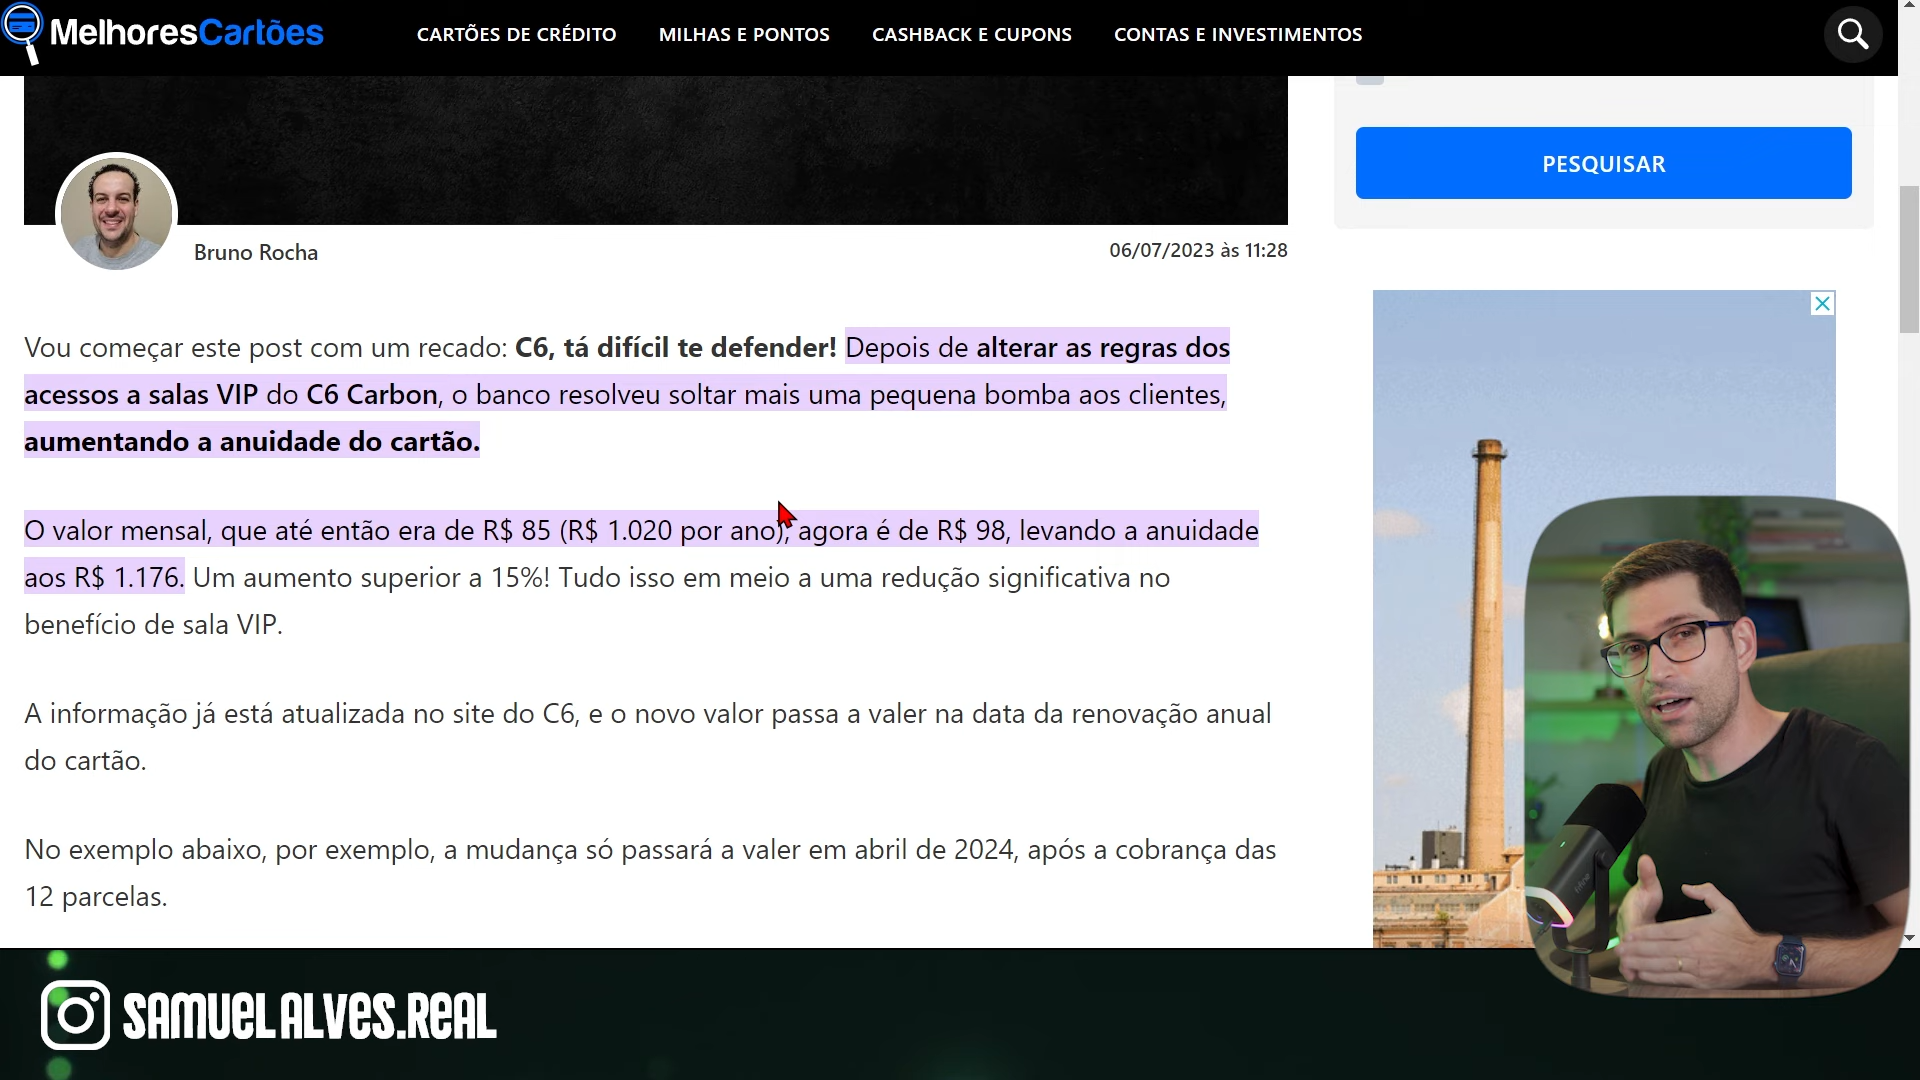 MelhoresCartões
CARTÕES DE CRÉDITO
MILHAS E PONTOS
CASHBACK E CUPONS
CONTAS E INVESTIMENTOS
PESQUISAR
Bruno Rocha
06/07/2023 às 11:28
Vou começar este post com um recado: C6, tá difícil te defender! Depois de alterar as regras dos
acessos a salas VIP do C6 Carbon, o banco resolveu soltar mais uma pequena bomba aos clientes,
aumentando a anuidade do cartão.
O valor mensal, que até então era de R$ 85 (R$ 1.020 por ano), agora é de R$ 98, levando a anuidade
aos R$ 1.176. Um aumento superior a 15%! Tudo isso em meio a uma redução significativa no
benefício de sala VIP.
A informação já está atualizada no site do C6, e o novo valor passa a valer na data da renovação anual
do cartão.
No exemplo abaixo, por exemplo, a mudança só passará a valer em abril de 2024, após a cobrança das
12 parcelas.
SAMUEL ALVES.REAL